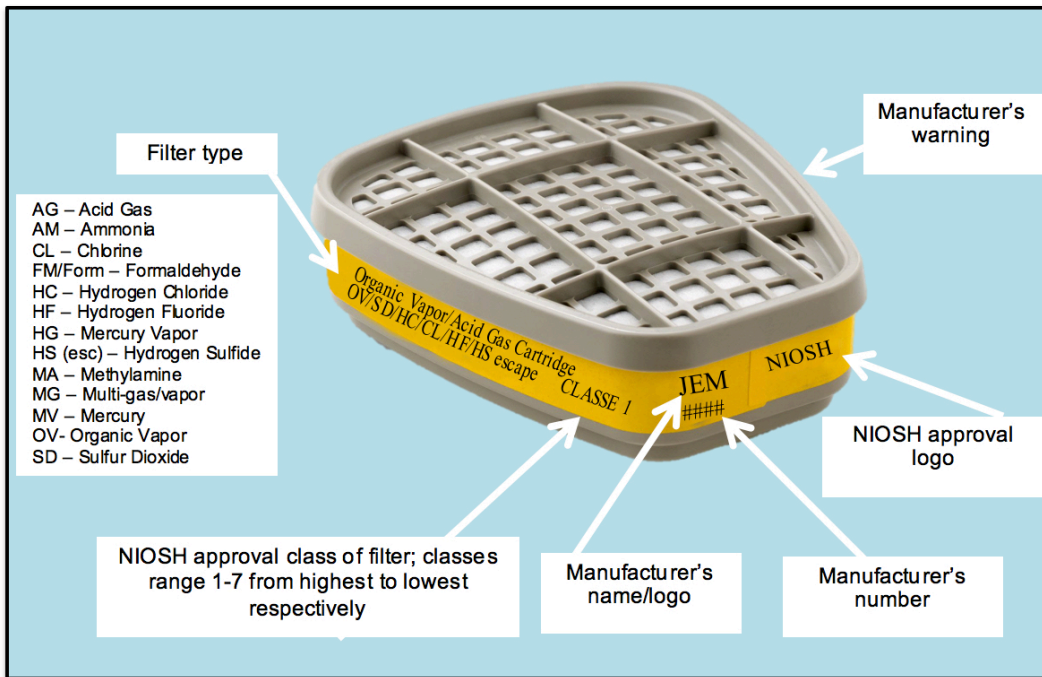 Manufacturer's
warning
Filter type
AG – Acid Gas
AM – Ammonia
CL – Chlorine
FM/Form – Formaldehyde
HC – Hydrogen Chloride
HF – Hydrogen Fluoride
HG – Mercury Vapor
HS (esc) – Hydrogen Sulfide
MA – Methylamine
MG – Multi-gas/vapor
MV – Mercury
OV- Organic Vapor
SD – Sulfur Dioxide
Organic Vapor/Acid Gas Cartridge
OV/SD/HC/CL/HF/HS escape
CLASSE 1
JEM
####
NIOSH
NIOSH approval
logo
NIOSH approval class of filter; classes
range 1-7 from highest to lowest
respectively
Manufacturer's
name/logo
Manufacturer's
number